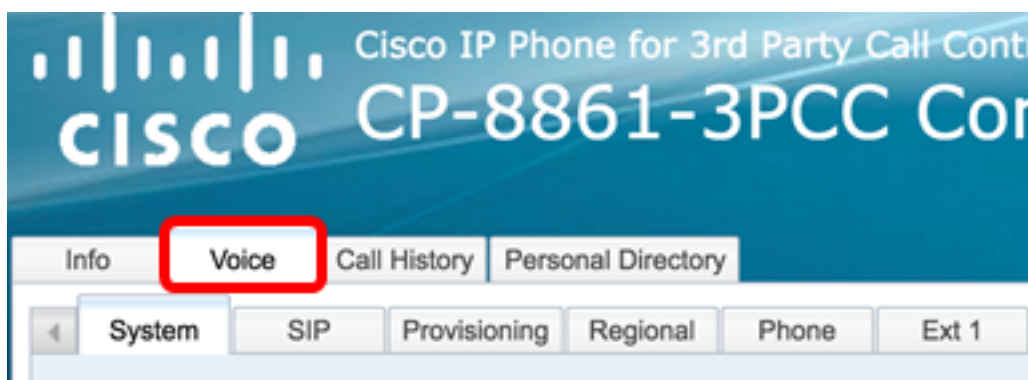 Cisco IP Phone for 3rd Party Call Cont
CISCO CP-8861-3PCC Cor
Info Voice Call History Personal Directory
System SIP Provisioning Regional Phone Ext 1